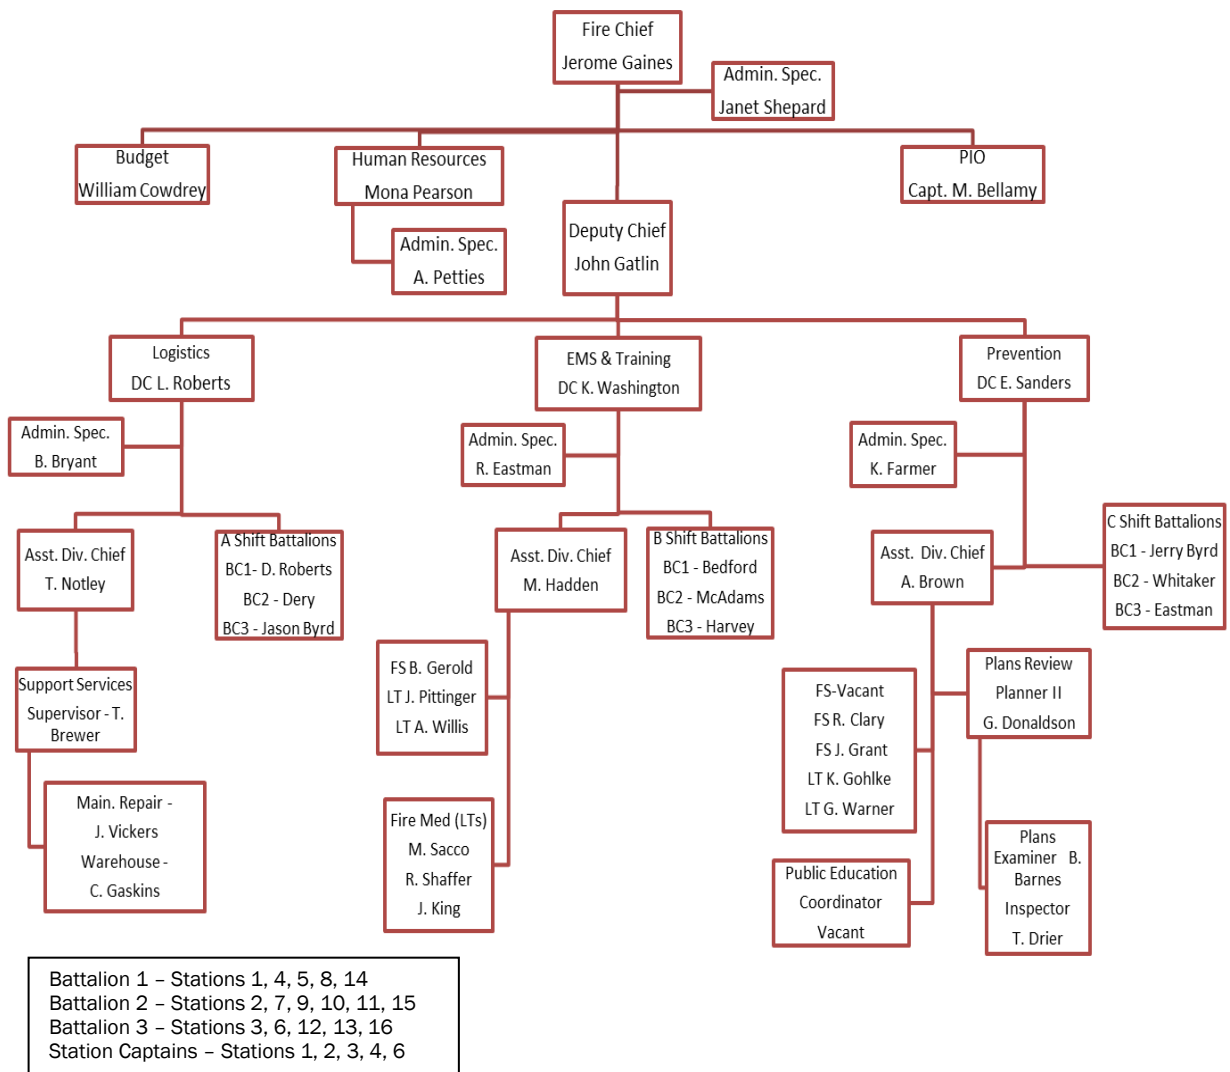 Fire Chief
Jerome Gaines
Admin. Spec.
Janet Shepard
Budget
William Cowdrey
Human Resources
Mona Pearson
PIO
Capt. M. Bellamy
Admin. Spec.
A. Petties
Deputy Chief
John Gatlin
Logistics
DC L. Roberts
EMS & Training
DC K. Washington
Prevention
DC E. Sanders
Admin. Spec.
B. Bryant
Admin. Spec.
R. Eastman
Admin. Spec.
K. Farmer
Asst. Div. Chief
T. Notley
A Shift Battalions
BC1- D. Roberts
BC2 - Dery
BC3 - Jason Byrd
Asst. Div. Chief
M. Hadden
B Shift Battalions
BC1 - Bedford
BC2 - McAdams
BC3 - Harvey
Asst. Div. Chief
A. Brown
C Shift Battalions
BC1 - Jerry Byrd
BC2 - Whitaker
BC3 - Eastman
Support Services
Supervisor - T.
Brewer
FS B. Gerold
LT J. Pittinger
LT A. Willis
FS-Vacant
FS R. Clary
FS J. Grant
LT K. Gohlke
LT G. Warner
Plans Review
Planner II
G. Donaldson
Main. Repair -
J. Vickers
Warehouse -
C. Gaskins
Fire Med (LTs)
M. Sacco
R. Shaffer
J. King
Public Education
Coordinator
Vacant
Plans
Examiner B.
Barnes
Inspector
T. Drier
Battalion 1 – Stations 1, 4, 5, 8, 14
Battalion 2 – Stations 2, 7, 9, 10, 11, 15
Battalion 3 – Stations 3, 6, 12, 13, 16
Station Captains – Stations 1, 2, 3, 4, 6